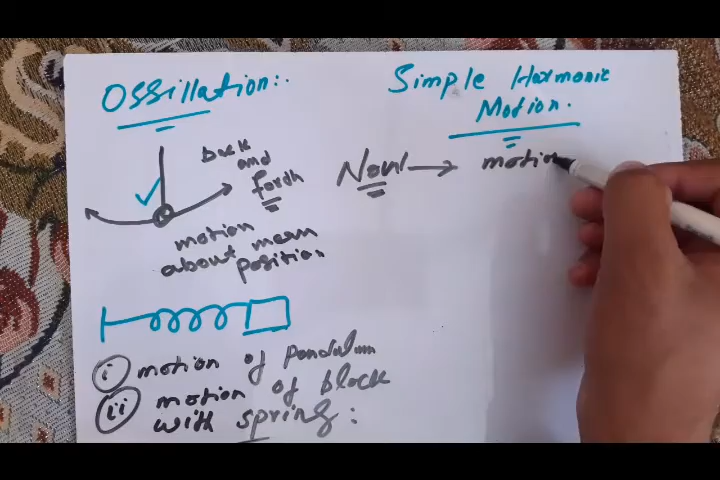 Ossillation:.
back
and
forth
motion
about mean
position
i motion of pendulum
ii motion of block
with spring:
Simple Harmonic
Motion.
motion